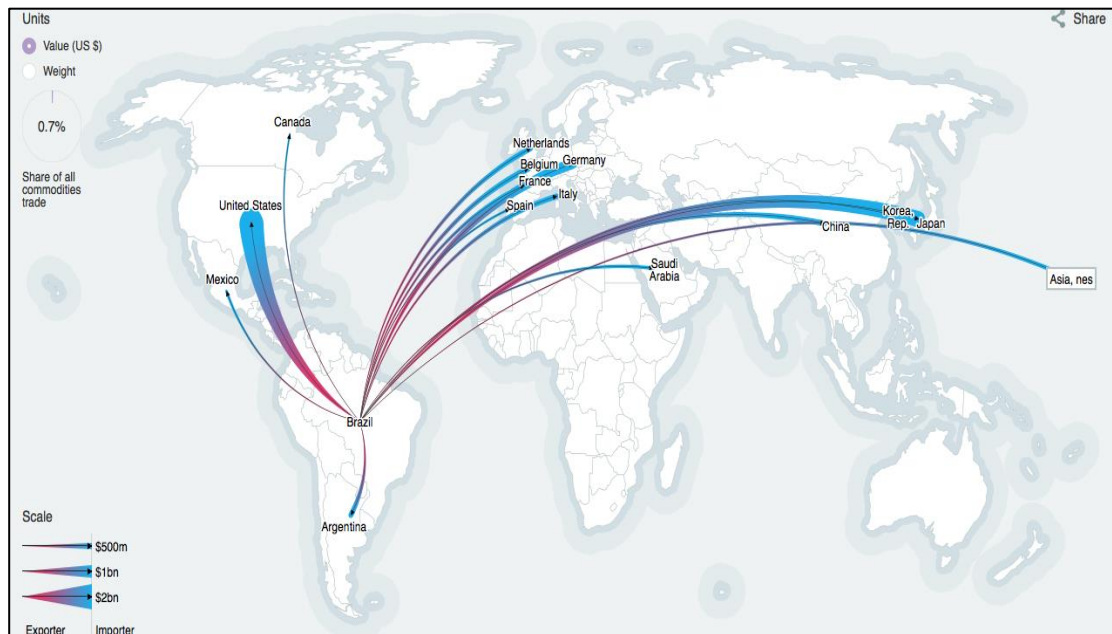 Units
Share
Value (US $)
Weight
0.7%
Share of all
commodities
trade
Canada
United States
Mexico
Netherlands
Belgium
Germany
France
Italy
Spain
Korea,
Rep.
Japan
China
Saudi
Arabia
Asia, nes
Brazil
Argentina
Scale
$500m
$1bn
$2bn
Exporter
Importer